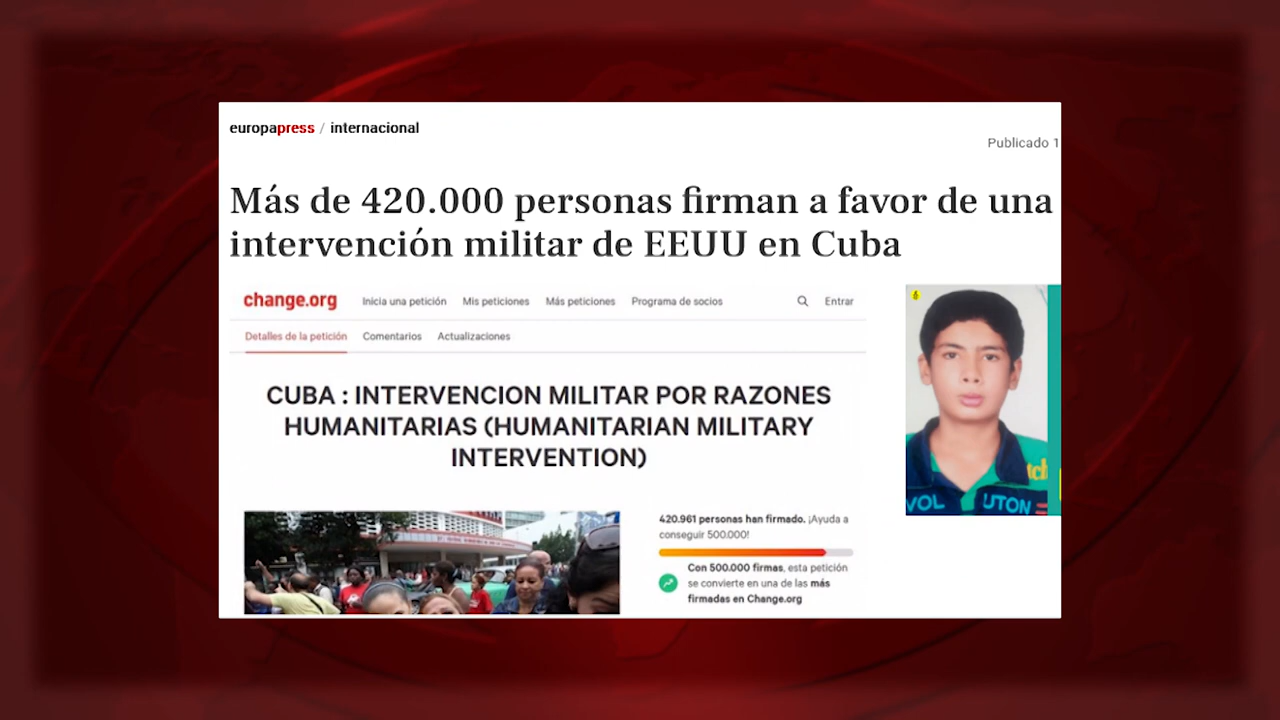 europapress / internacional
Publicado 1
Más de 420.000 personas firman a favor de una
intervención militar de EEUU en Cuba
change.org Inicia una petición Mis peticiones Más peticiones Programa de socios Entrar
Detalles de la petición Comentarios Actualizaciones
CUBA : INTERVENCION MILITAR POR RAZONES
HUMANITARIAS (HUMANITARIAN MILITARY
INTERVENTION)
420.961 personas han firmado. ¡Ayuda a
conseguir 500.000!
Con 500.000 firmas, esta petición
se convierte en una de las más
firmadas en Change.org
VOL UTON